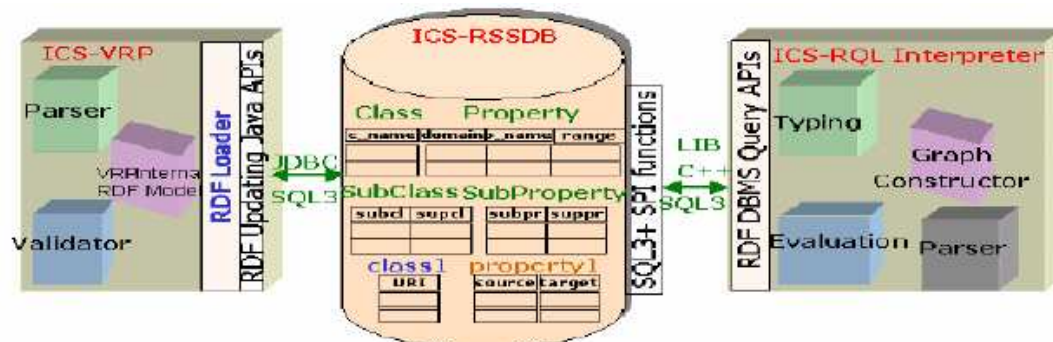 ICS-VRP
Parser
VRPInternal
RDF Model
Validator
RDF Loader
RDF Updating Java APIs
JDBC
SQL3
ICS-RSSDB
Class Property
c_name domain p_name range
SubClass SubProperty
subcl supcl subpr suppr
class1 property1
URI source target
SQL3+ SPI functions
LIB
C++
SQL3
RDF DBMS Query APIs
ICS-RQL Interpreter
Typing
Graph
Constructor
Evaluation
Parser